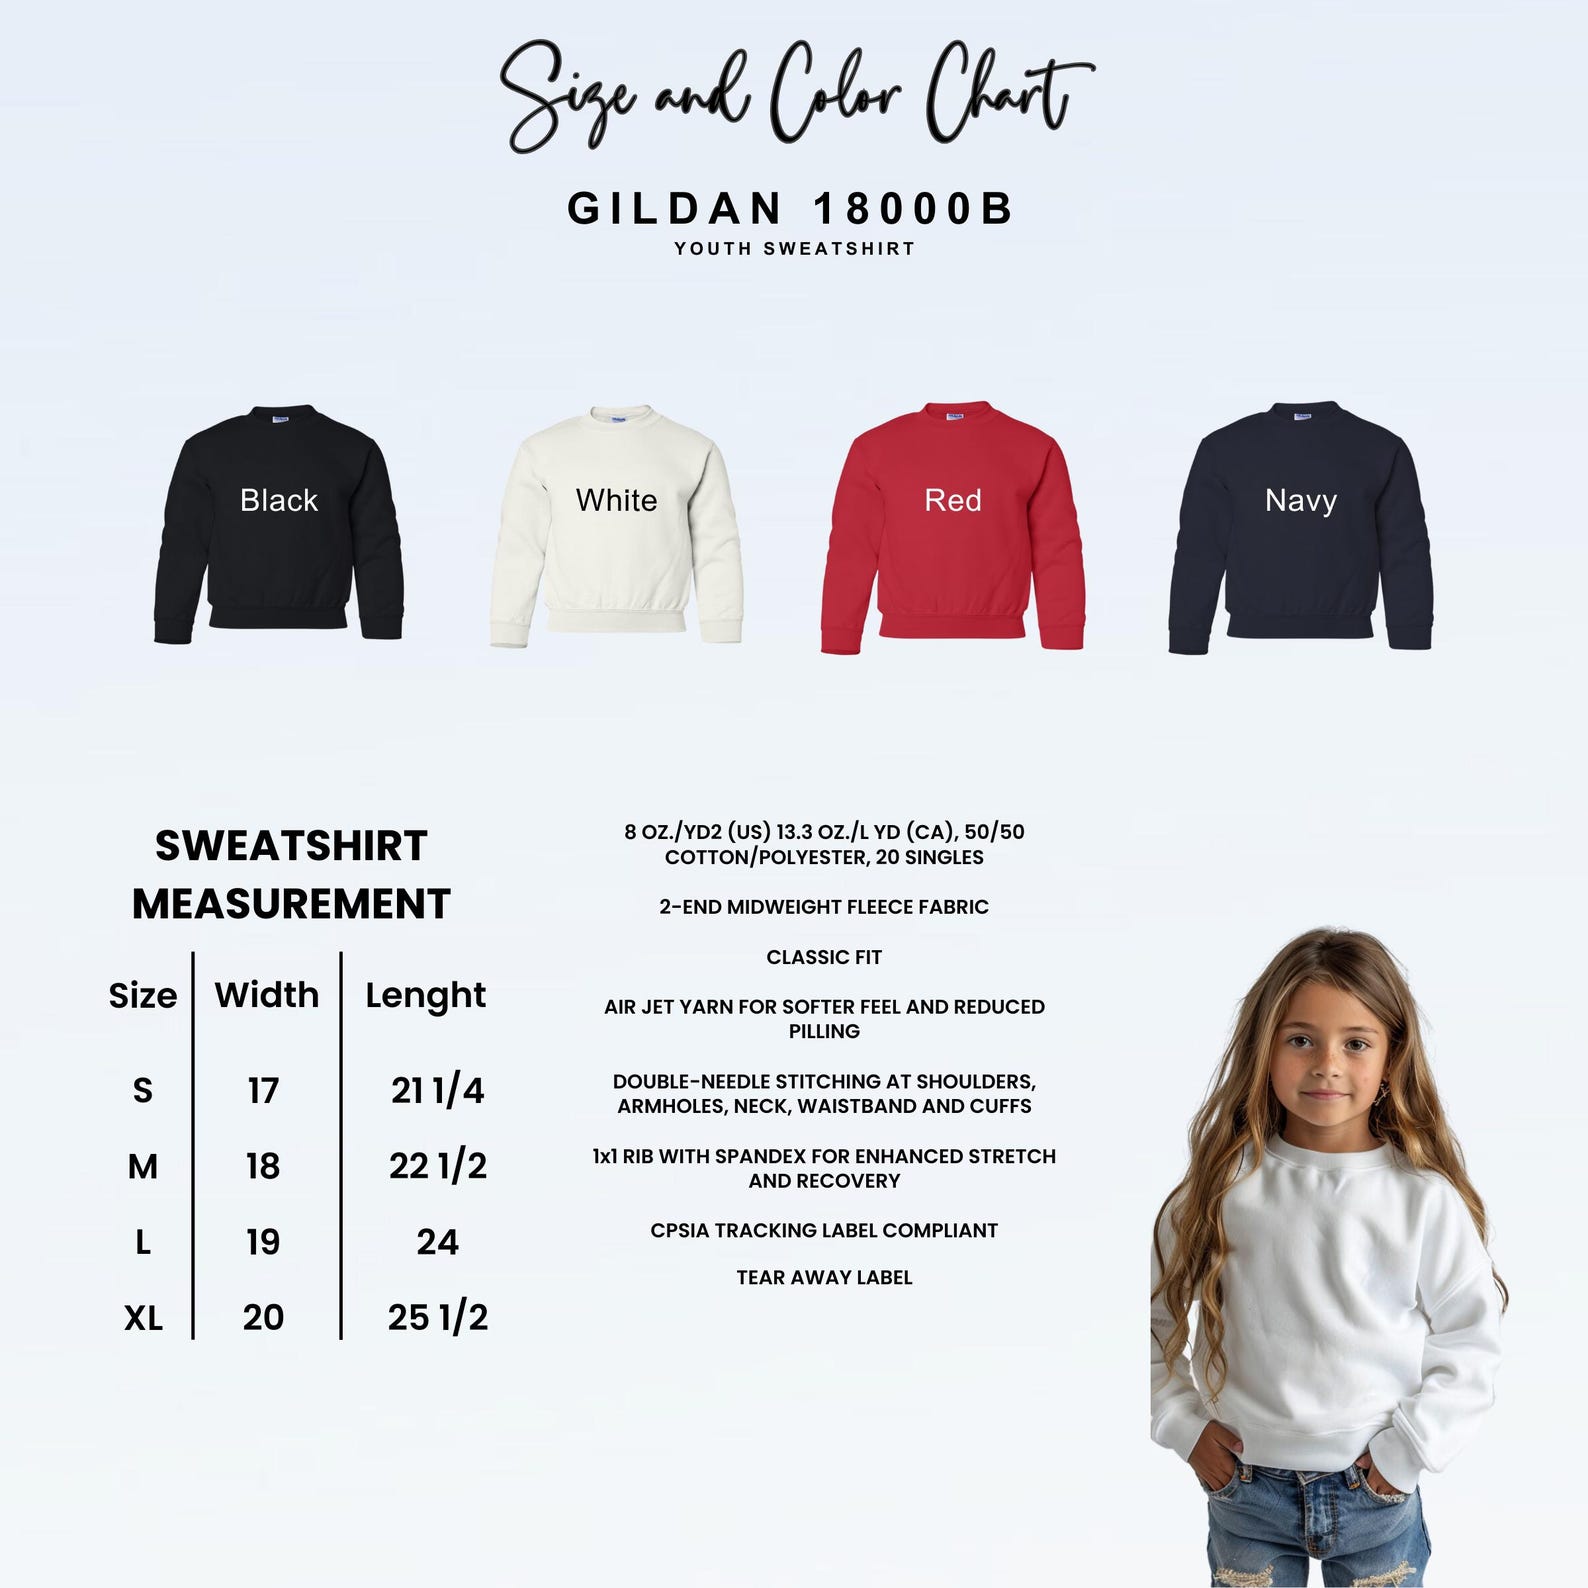 Size and Color Chart
GILDAN 18000B
YOUTH SWEATSHIRT
Black
White
Red
Navy
SWEATSHIRT
MEASUREMENT
Size Width Lenght
S 17 21 1/4
M 18 22 1/2
L 19 24
XL 20 25 1/2
8 OZ./YD2 (US) 13.3 OZ./L YD (CA), 50/50
COTTON/POLYESTER, 20 SINGLES
2-END MIDWEIGHT FLEECE FABRIC
CLASSIC FIT
AIR JET YARN FOR SOFTER FEEL AND REDUCED
PILLING
DOUBLE-NEEDLE STITCHING AT SHOULDERS,
ARMHOLES, NECK, WAISTBAND AND CUFFS
1x1 RIB WITH SPANDEX FOR ENHANCED STRETCH
AND RECOVERY
CPSIA TRACKING LABEL COMPLIANT
TEAR AWAY LABEL